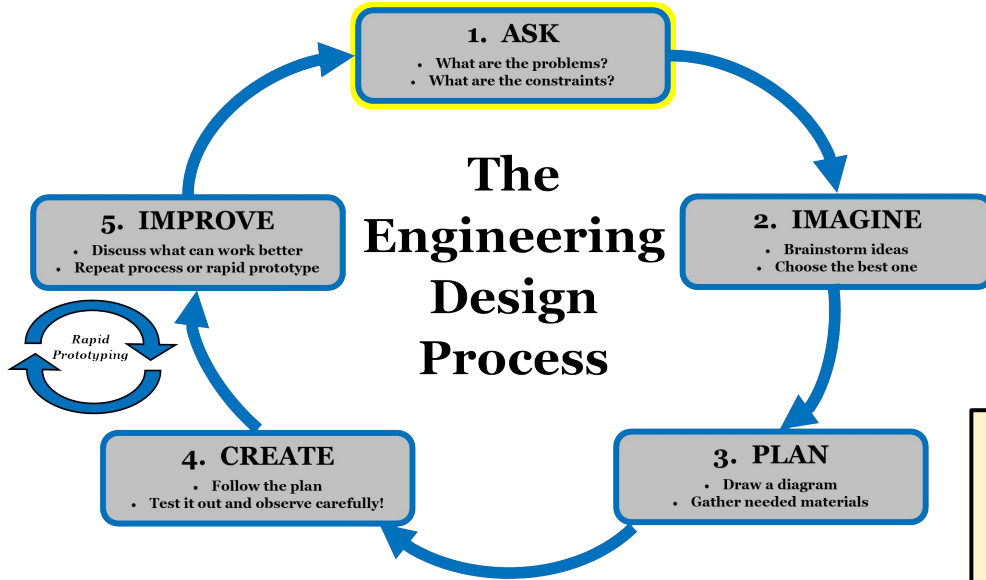 1. ASK
• What are the problems?
• What are the constraints?
The
Engineering
Design
Process
2. IMAGINE
• Brainstorm ideas
• Choose the best one
3. PLAN
• Draw a diagram
• Gather needed materials
4. CREATE
• Follow the plan
• Test it out and observe carefully!
5. IMPROVE
• Discuss what can work better
• Repeat process or rapid prototype
Rapid
Prototyping